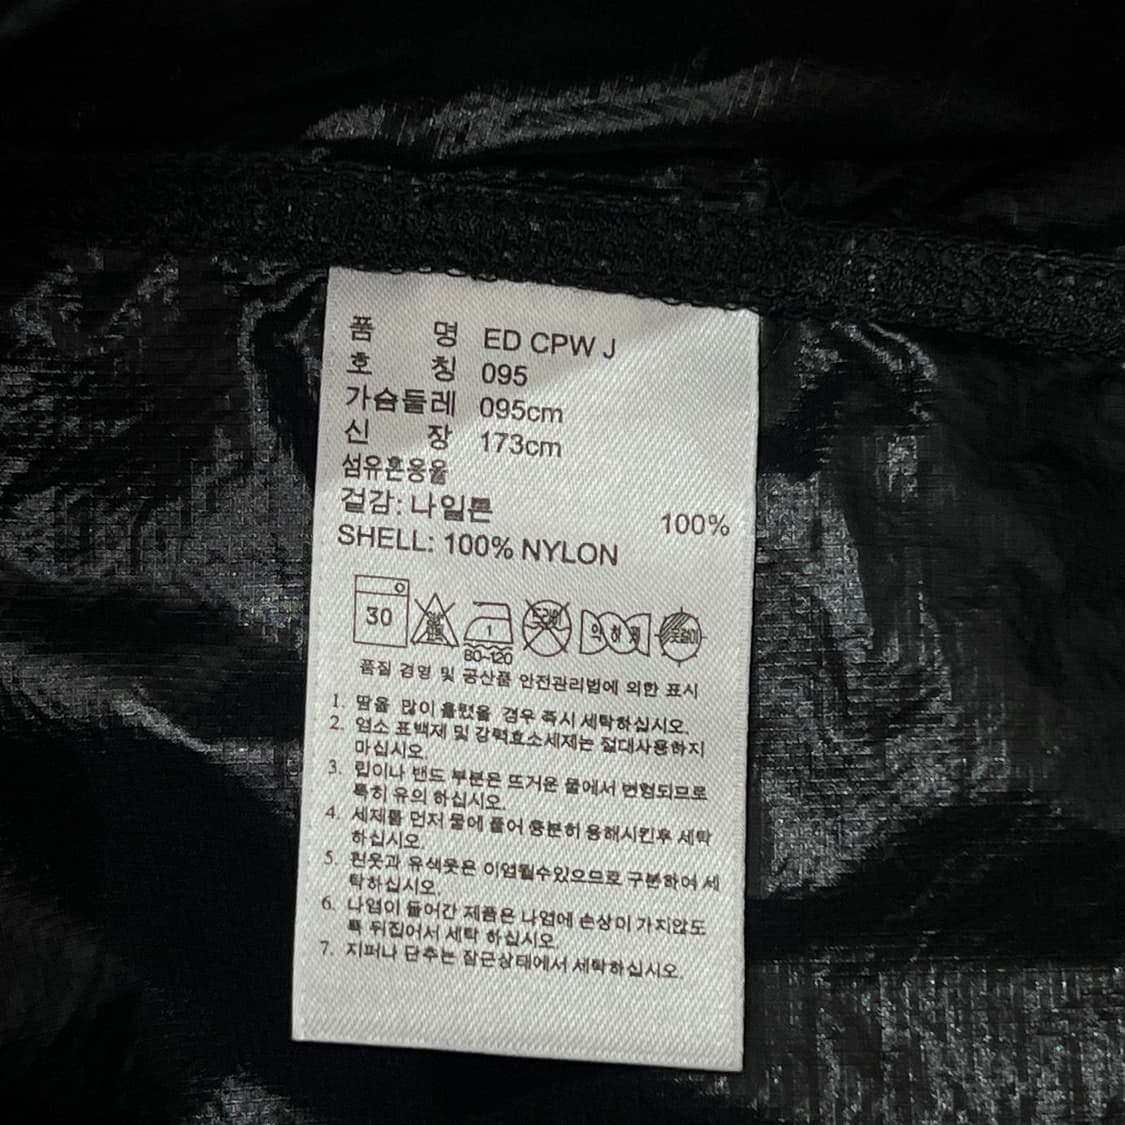 품 명 ED CPW J
호 칭 095
가슴둘레 095cm
신 장 173cm
섬유혼용율
겉감: 나일론 100%
SHELL: 100% NYLON
30 1 80~120 드라이 약하게 옷걸이
품질 경영 및 공산품 안전관리법에 의한 표시
1. 땀을 많이 흘렸을 경우 즉시 세탁하십시오.
2. 염소 표백제 및 강력효소세제는 절대사용하지
마십시오.
3. 립이나 밴드 부분은 뜨거운 물에서 변형되므로
특히 유의 하십시오.
4. 세제를 먼저 물에 풀어 충분히 용해시킨후 세탁
하십시오.
5. 흰옷과 유색옷은 이염될수있으므로 구분하여 세
탁하십시오.
6. 나염이 들어간 제품은 나염에 손상이 가지않도
록 뒤집어서 세탁 하십시오.
7. 지퍼나 단추는 잠근상태에서 세탁하십시오.